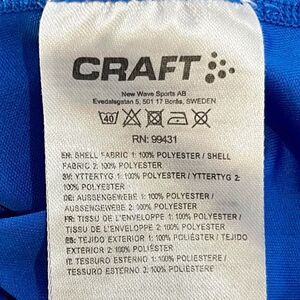 CRAFT
New Wave Sports AB
Evedalsgatan 5, 501 17 Borås, SWEDEN
40
RN: 99431
EN: SHELL FABRIC 1: 100% POLYESTER / SHELL
FABRIC 2: 100% POLYESTER
SV: YTTERTYG 1: 100% POLYESTER / YTTERTYG 2:
100% POLYESTER
DE: AUSSENGEWEBE 1: 100% POLYESTER /
AUSSENGEWEBE 2: 100% POLYESTER
FR: TISSU DE L'ENVELOPPE 1: 100% POLYESTER /
TISSU DE L'ENVELOPPE 2: 100% POLYESTER
ES: TEJIDO EXTERIOR 1: 100% POLIÉSTER / TEJIDO
EXTERIOR 2: 100% POLIÉSTER
IT: TESSUTO ESTERNO 1: 100% POLIESTERE /
TESSUTO ESTERNO 2: 100% POLIESTERE